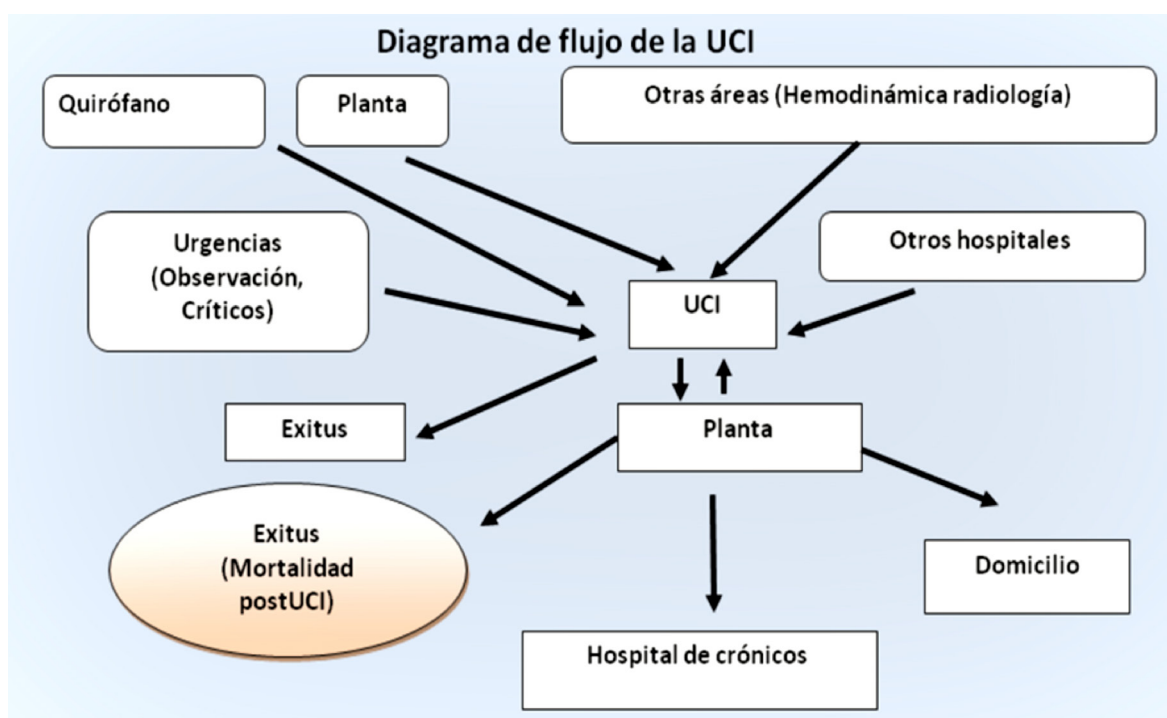 Diagrama de flujo de la UCI
Quirófano
Planta
Otras áreas (Hemodinámica radiología)
Urgencias
(Observación,
Críticos)
Otros hospitales
UCI
Exitus
Planta
Exitus
(Mortalidad
postUCI)
Domicilio
Hospital de crónicos